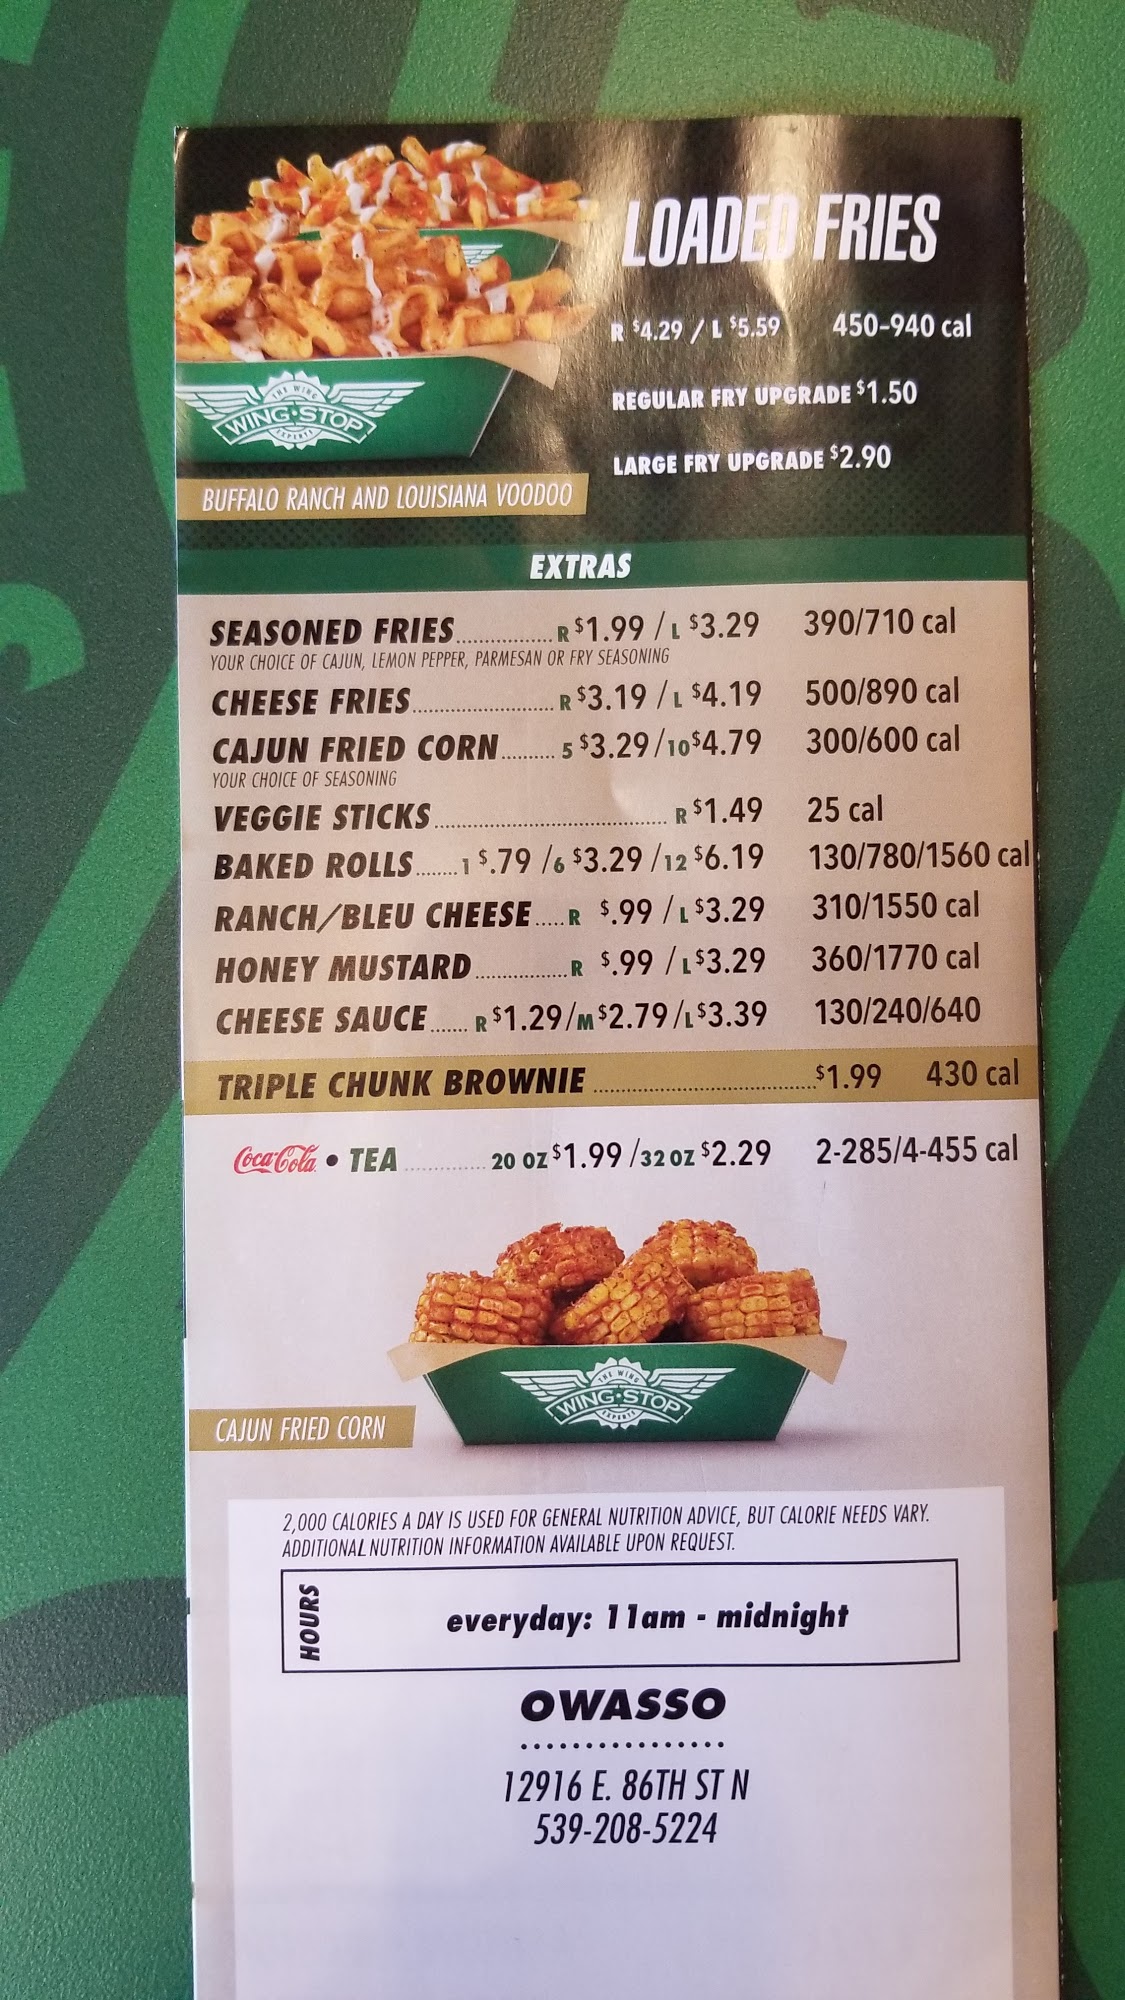 LOADED FRIES
R $4.29 / L $5.59 450-940 cal
REGULAR FRY UPGRADE $1.50
LARGE FRY UPGRADE $2.90
THE WING
WING·STOP
EXPERTS
BUFFALO RANCH AND LOUISIANA VOODOO
EXTRAS
SEASONED FRIES R $1.99 / L $3.29 390/710 cal
YOUR CHOICE OF CAJUN, LEMON PEPPER, PARMESAN OR FRY SEASONING
CHEESE FRIES R $3.19 / L $4.19 500/890 cal
CAJUN FRIED CORN 5 $3.29/10 $4.79 300/600 cal
YOUR CHOICE OF SEASONING
VEGGIE STICKS R $1.49 25 cal
BAKED ROLLS 1 $.79 /6 $3.29 /12 $6.19 130/780/1560 cal
RANCH/BLEU CHEESE R $.99 / L $3.29 310/1550 cal
HONEY MUSTARD R $.99 / L $3.29 360/1770 cal
CHEESE SAUCE R $1.29/M $2.79/L $3.39 130/240/640
TRIPLE CHUNK BROWNIE $1.99 430 cal
Coca-Cola • TEA 20 OZ $1.99 /32 OZ $2.29 2-285/4-455 cal
THE WING
WING·STOP
EXPERTS
CAJUN FRIED CORN
2,000 CALORIES A DAY IS USED FOR GENERAL NUTRITION ADVICE, BUT CALORIE NEEDS VARY.
ADDITIONAL NUTRITION INFORMATION AVAILABLE UPON REQUEST.
HOURS
everyday: 11am - midnight
OWASSO
12916 E. 86TH ST N
539-208-5224